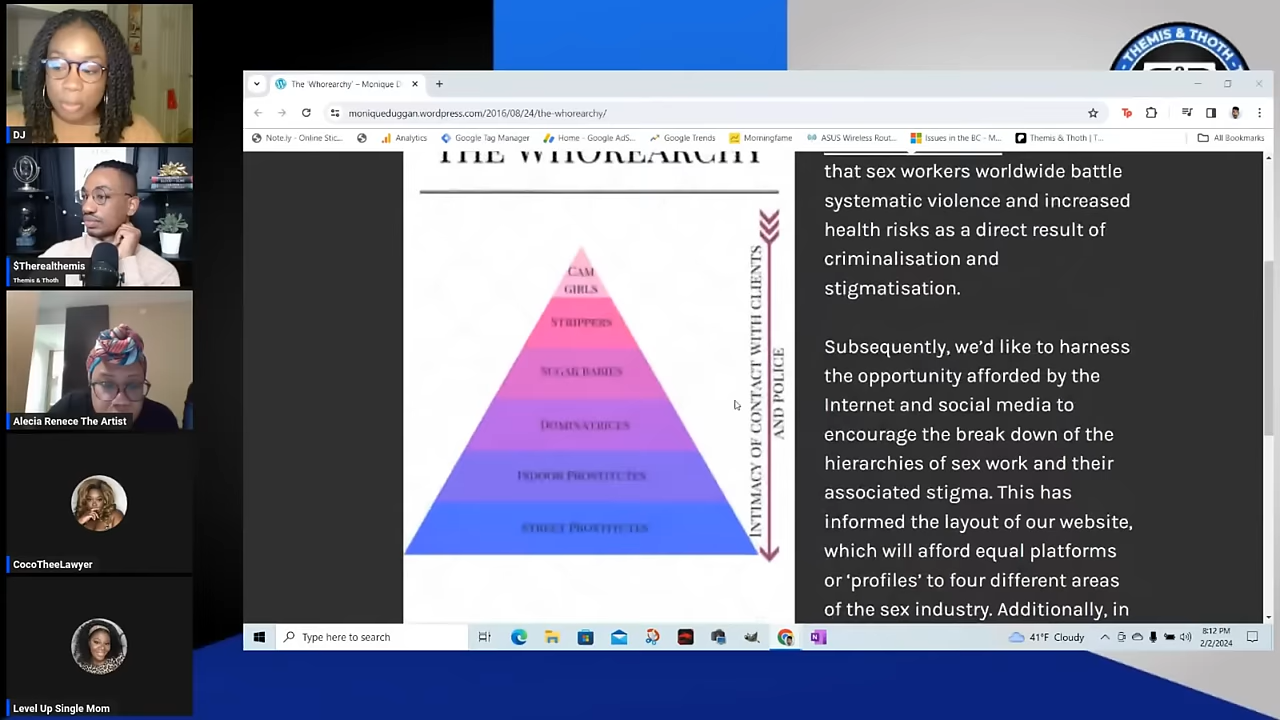 DJ
$Therealthemis
Themis & Thoth
Alecia Renece The Artist
CocoTheeLawyer
Level Up Single Mom
THEMIS & THOTH
The 'Whorearchy' – Monique D
moniqueduggan.wordpress.com/2016/08/24/the-whorearchy/
Note.ly - Online Stic...
Analytics
Google Tag Manager
Home - Google AdS...
Google Trends
Morningfame
ASUS Wireless Rout...
Issues in the BC - M...
Themis & Thoth | T...
All Bookmarks
THE WHOREARCHY
CAM
GIRLS
STRIPPERS
SUGAR BABIES
DOMINATRICES
INDOOR PROSTITUTES
STREET PROSTITUTES
INTIMACY OF CONTACT WITH CLIENTS
AND POLICE
that sex workers worldwide battle
systematic violence and increased
health risks as a direct result of
criminalisation and
stigmatisation.
Subsequently, we'd like to harness
the opportunity afforded by the
Internet and social media to
encourage the break down of the
hierarchies of sex work and their
associated stigma. This has
informed the layout of our website,
which will afford equal platforms
or 'profiles' to four different areas
of the sex industry. Additionally, in
Type here to search
41°F Cloudy
8:12 PM
2/2/2024